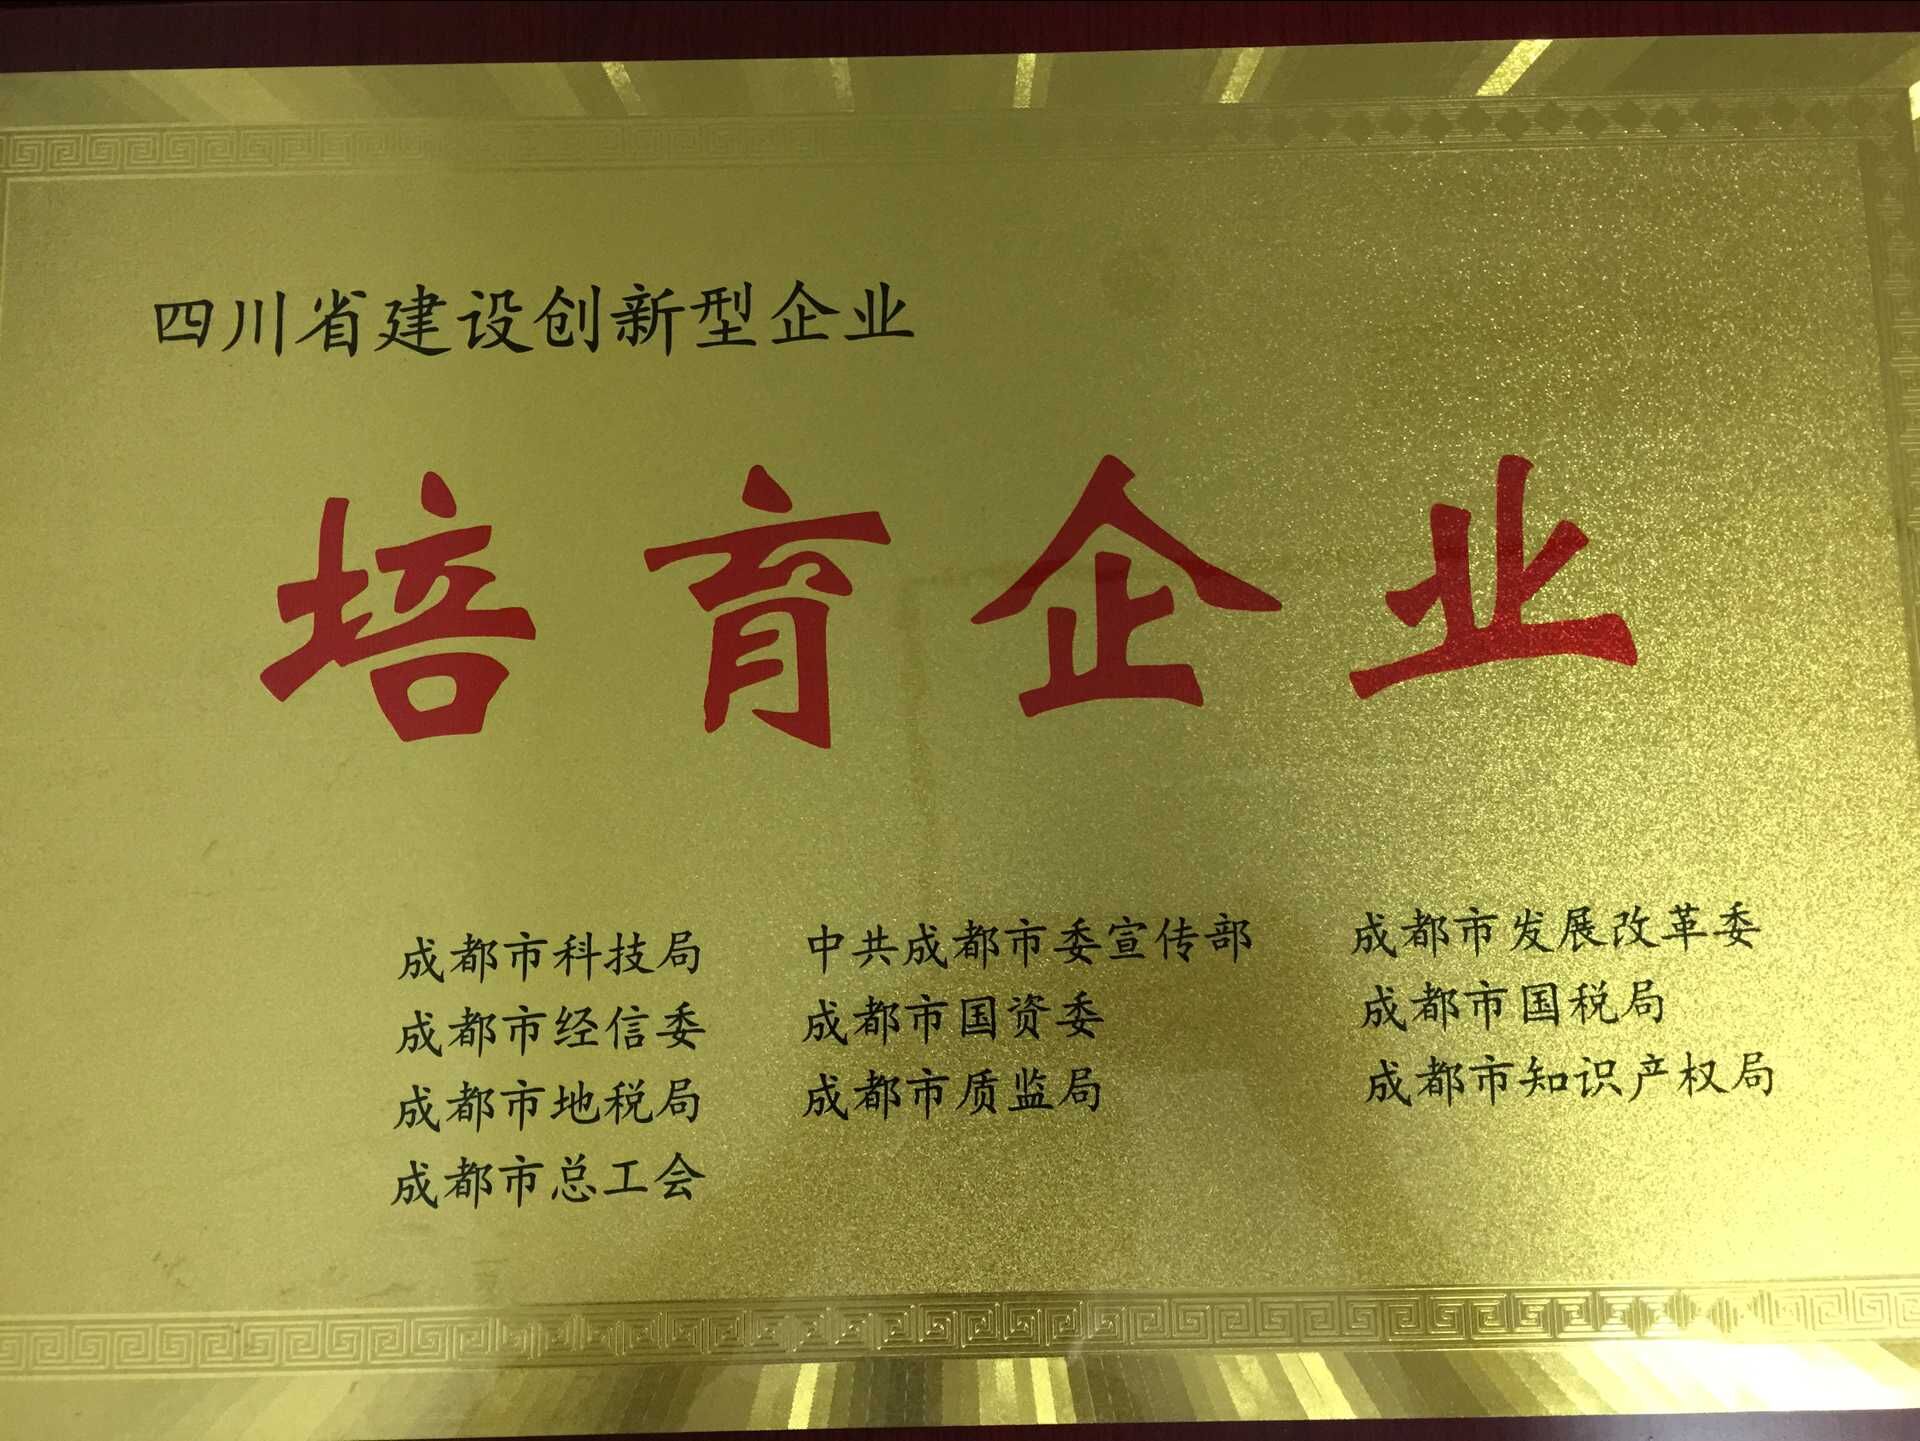 四川省建设创新型企业
培育企业
成都市科技局 中共成都市委宣传部 成都市发展改革委
成都市经信委 成都市国资委 成都市国税局
成都市地税局 成都市质监局 成都市知识产权局
成都市总工会